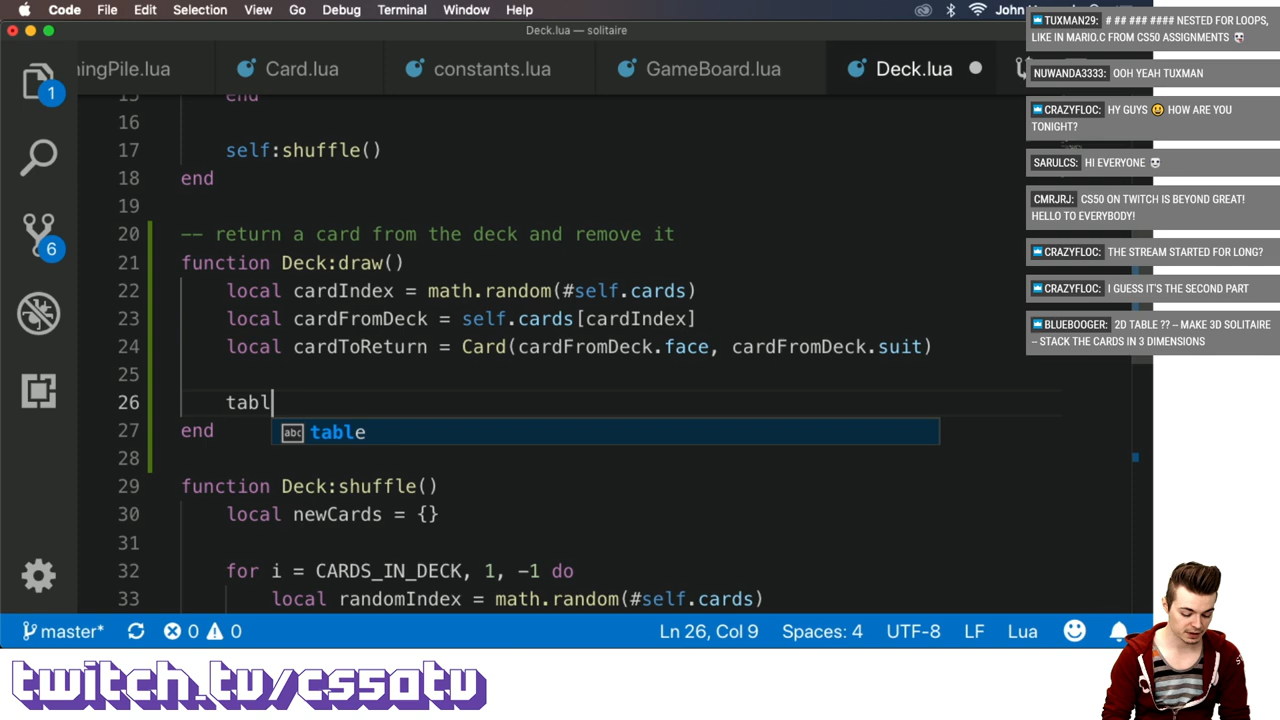 Code File Edit Selection View Go Debug Terminal Window Help
Deck.lua — solitaire
ningPile.lua Card.lua constants.lua GameBoard.lua Deck.lua
1
6
15 end
16
17 self:shuffle()
18 end
19
20 -- return a card from the deck and remove it
21 function Deck:draw()
22 local cardIndex = math.random(#self.cards)
23 local cardFromDeck = self.cards[cardIndex]
24 local cardToReturn = Card(cardFromDeck.face, cardFromDeck.suit)
25
26 tabl
abc table
27 end
28
29 function Deck:shuffle()
30 local newCards = {}
31
32 for i = CARDS_IN_DECK, 1, -1 do
33 local randomIndex = math.random(#self.cards)
master* 0 0 Ln 26, Col 9 Spaces: 4 UTF-8 LF Lua
twitch.tv/cs50tv
TUXMAN29: # ## ### #### NESTED FOR LOOPS,
LIKE IN MARIO.C FROM CS50 ASSIGNMENTS
NUWANDA3333: OOH YEAH TUXMAN
CRAZYFLOC: HY GUYS 😀 HOW ARE YOU
TONIGHT?
SARULCS: HI EVERYONE
CMRJRJ: CS50 ON TWITCH IS BEYOND GREAT!
HELLO TO EVERYBODY!
CRAZYFLOC: THE STREAM STARTED FOR LONG?
CRAZYFLOC: I GUESS IT'S THE SECOND PART
BLUEBOOGER: 2D TABLE ?? -- MAKE 3D SOLITAIRE
-- STACK THE CARDS IN 3 DIMENSIONS